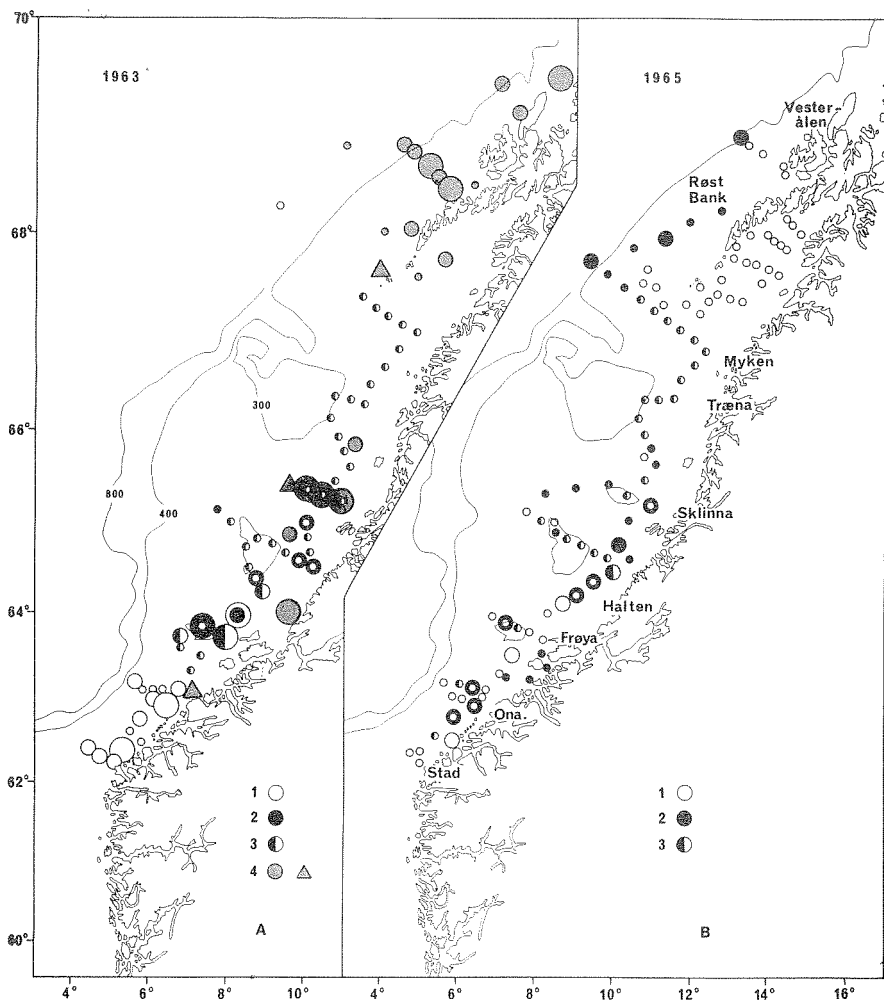 70°
1963
1965
Vester-
ålen
Røst
Bank
68°
Myken
300
Træna
66°
800
400
Sklinna
64°
Halten
Frøya
Ona.
Stad
62°
1
2
3
4
1
2
3
A
B
60°
4° 6° 8° 10° 4° 6° 8° 10° 12° 14° 16°